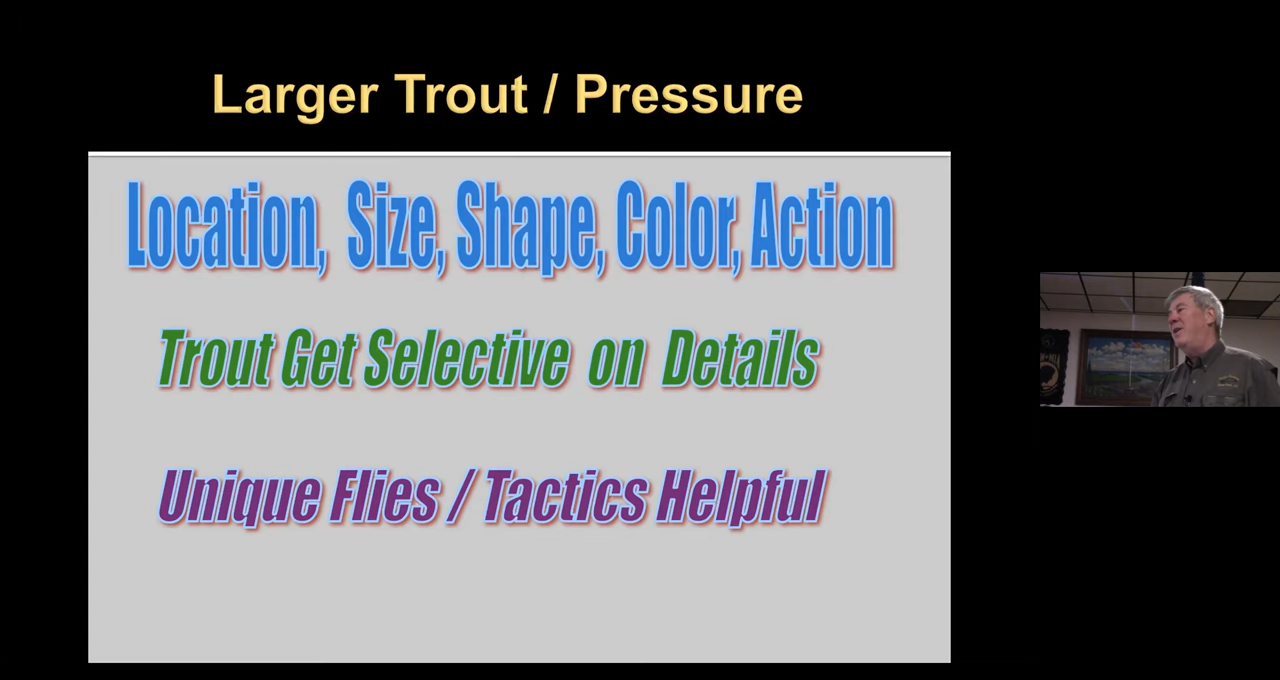 Larger Trout / Pressure
Location, Size, Shape, Color, Action
Trout Get Selective on Details
Unique Flies / Tactics Helpful